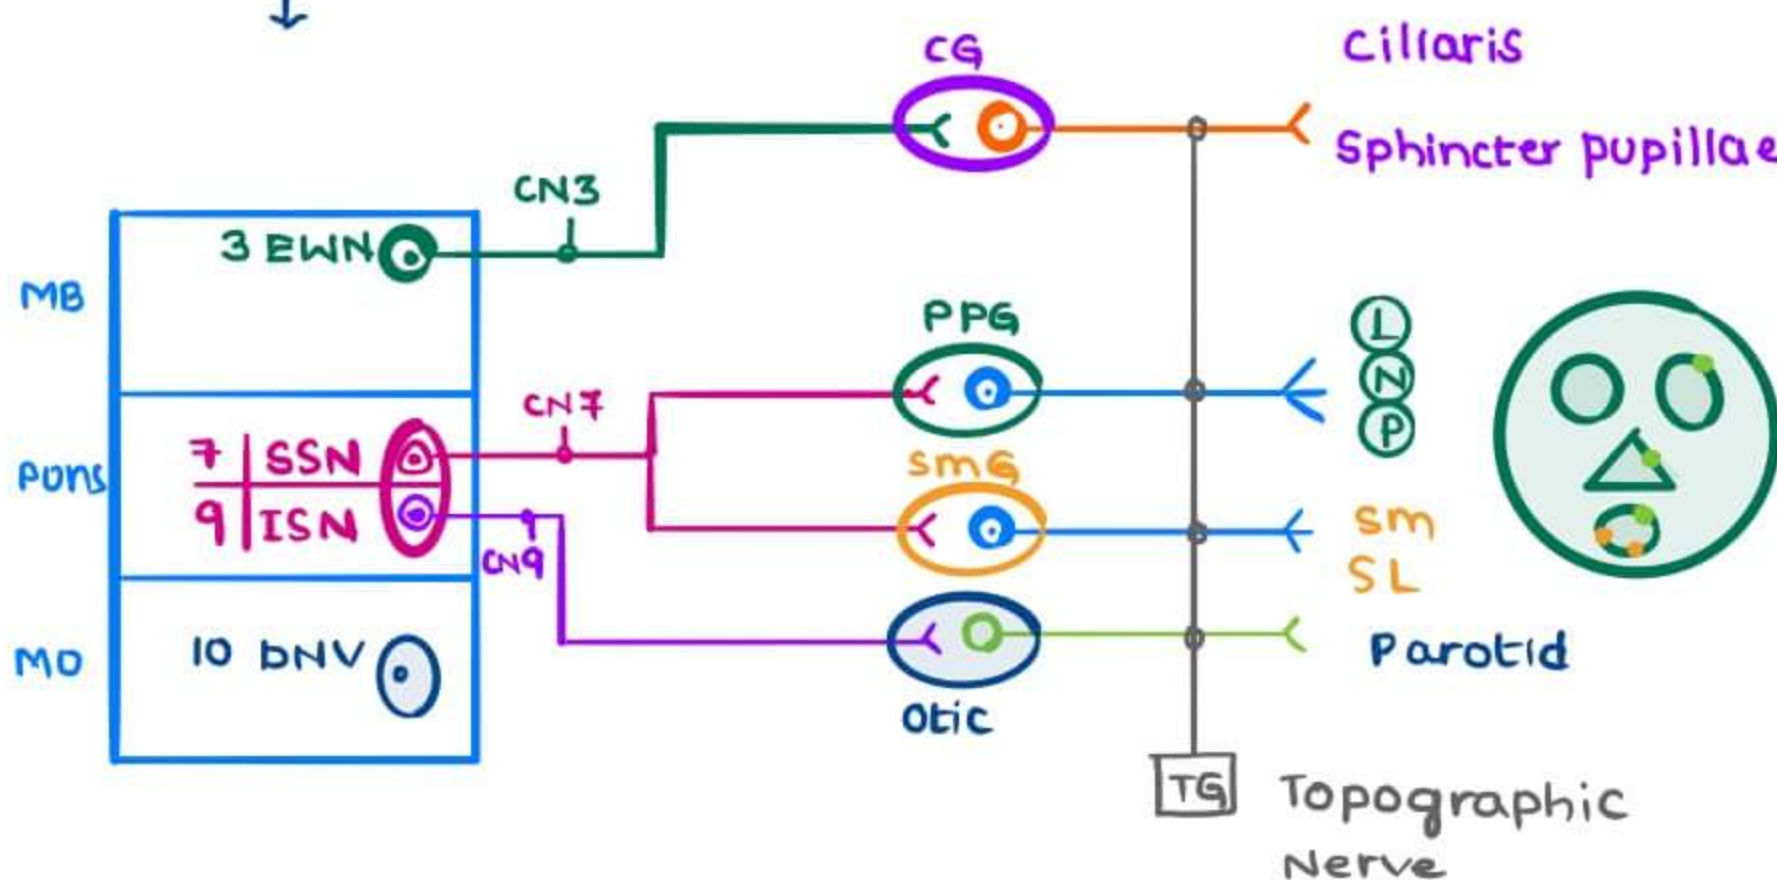 CG
Cillaris
Sphincter pupillae
CN3
3 EWN
MB
PPG
L
N
P
CN7
7 SSN
smG
Pons
9 ISN
CN9
sm
SL
10 DNV
MO
Parotid
Otic
TG Topographic
Nerve